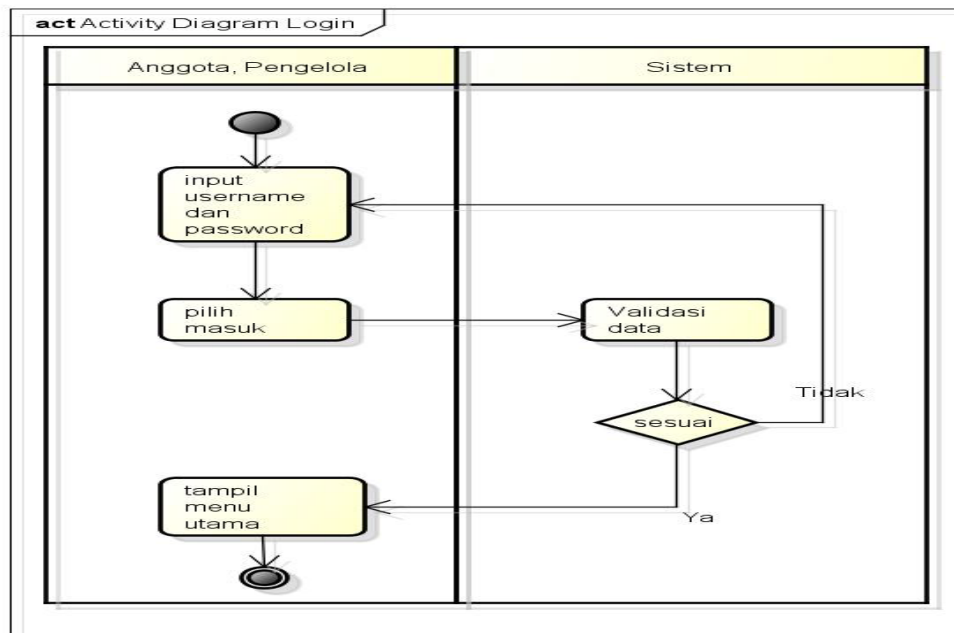 act Activity Diagram Login
Anggota, Pengelola
Sistem
input
username
dan
password
pilih
masuk
Validasi
data
Tidak
sesuai
tampil
menu
utama
Ya